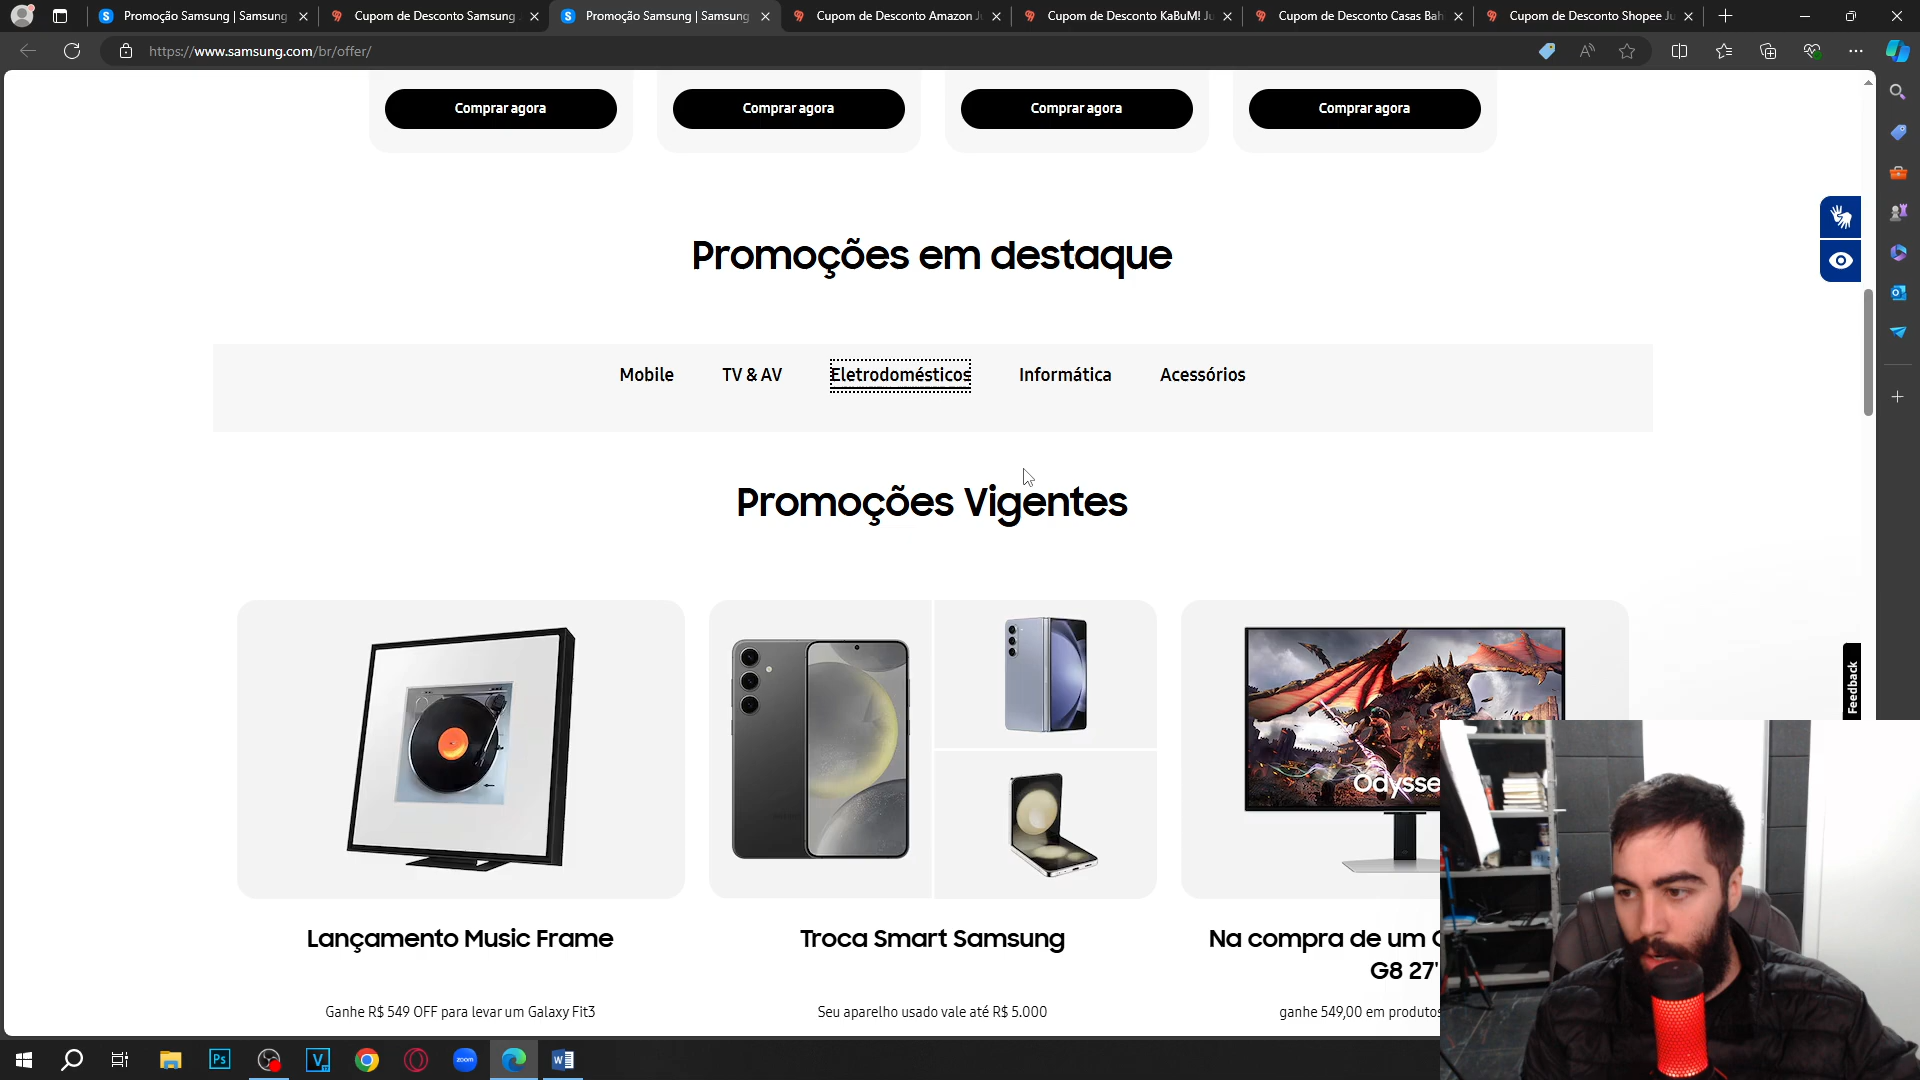 Promoção Samsung | Samsung
Cupom de Desconto Samsung
Promoção Samsung | Samsung
Cupom de Desconto Amazon J
Cupom de Desconto KaBuM! Ju
Cupom de Desconto Casas Bah
Cupom de Desconto Shopee Ju
https://www.samsung.com/br/offer/
Comprar agora
Comprar agora
Comprar agora
Comprar agora
Promoções em destaque
Mobile
TV & AV
Eletrodomésticos
Informática
Acessórios
Promoções Vigentes
Odysse
Feedback
Lançamento Music Frame
Troca Smart Samsung
Na compra de um
G8 27"
Ganhe R$ 549 OFF para levar um Galaxy Fit3
Seu aparelho usado vale até R$ 5.000
ganhe 549,00 em produtos
Ps
V
zoom
W